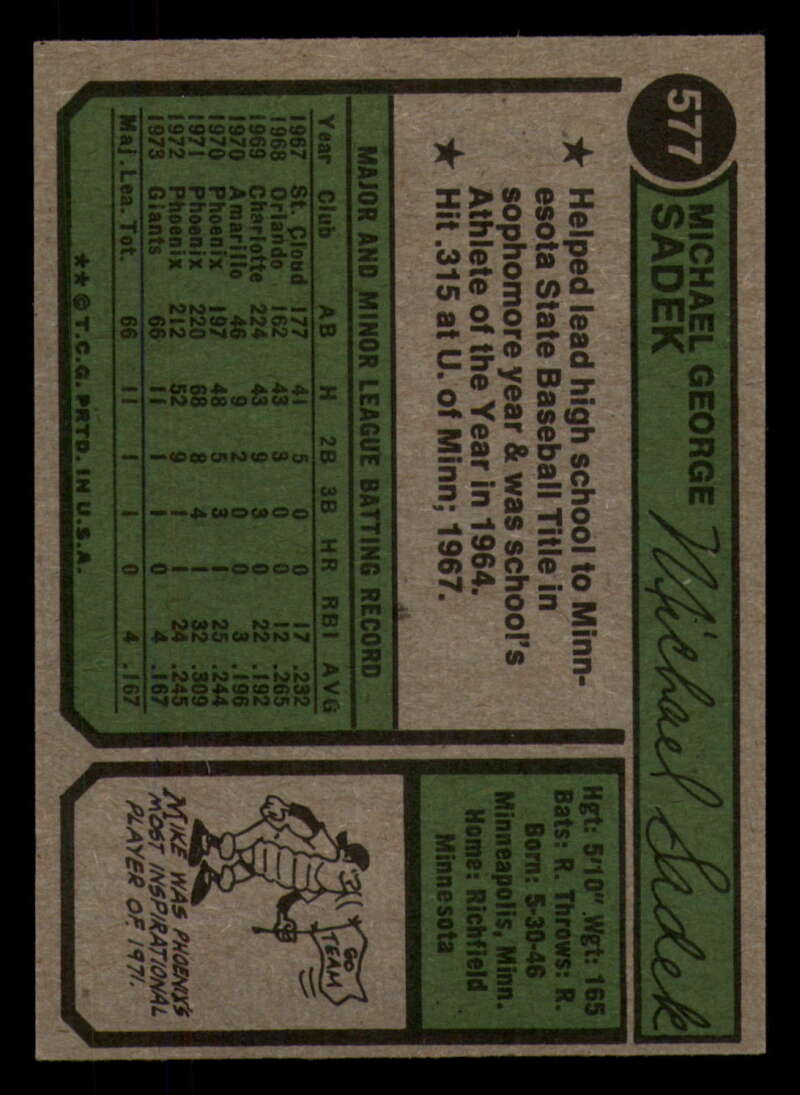 577
MICHAEL GEORGE
SADEK
Michael Sadek
★ Helped lead high school to Minn-
esota State Baseball Title in
sophomore year & was school's
Athlete of the Year in 1964.
★ Hit .315 at U. of Minn; 1967.
MAJOR AND MINOR LEAGUE BATTING RECORD
Year Club AB H 2B 3B HR RBI AVG
1967 St. Cloud 177 41 5 0 0 17 .232
1968 Orlando 162 43 3 0 0 12 .265
1969 Charlotte 224 43 9 3 0 22 .192
1970 Amarillo 46 9 2 0 0 3 .196
1970 Phoenix 197 48 5 3 1 25 .244
1971 Phoenix 220 68 8 4 1 32 .309
1972 Phoenix 212 52 9 1 1 24 .245
1973 Giants 66 11 1 1 0 4 .167
Maj. Lea. Tot. 66 11 1 1 0 4 .167
**©T.C.G. PRTD. IN U.S.A.
Hgt: 5'10" Wgt: 165
Bats: R. Throws: R.
Born: 5-30-46
Minneapolis, Minn.
Home: Richfield
Minnesota
GO
TEAM
MIKE WAS PHOENIX'S
MOST INSPIRATIONAL
PLAYER OF 1971.